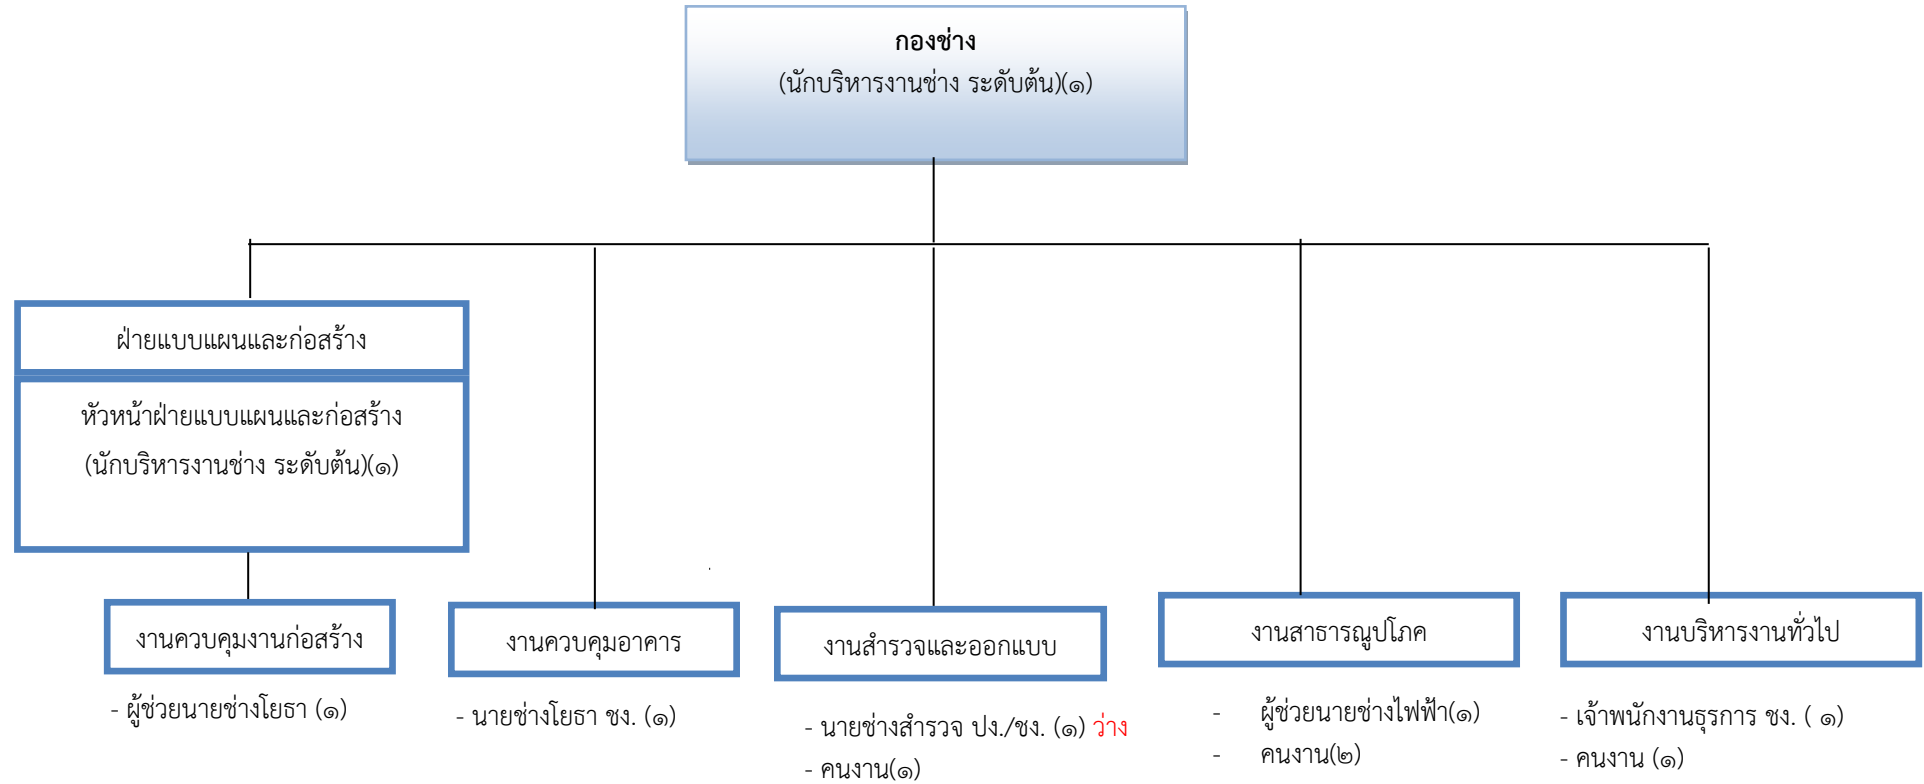 กองช่าง
(นักบริหารงานช่าง ระดับต้น)(๑)
ฝ่ายแบบแผนและก่อสร้าง
หัวหน้าฝ่ายแบบแผนและก่อสร้าง
(นักบริหารงานช่าง ระดับต้น)(๑)
งานควบคุมงานก่อสร้าง
- ผู้ช่วยนายช่างโยธา (๑)
งานควบคุมอาคาร
- นายช่างโยธา ชง. (๑)
งานสำรวจและออกแบบ
- นายช่างสำรวจ ปง./ชง. (๑) ว่าง
- คนงาน(๑)
งานสาธารณูปโภค
- ผู้ช่วยนายช่างไฟฟ้า(๑)
- คนงาน(๒)
งานบริหารงานทั่วไป
- เจ้าพนักงานธุรการ ชง. ( ๑)
- คนงาน (๑)